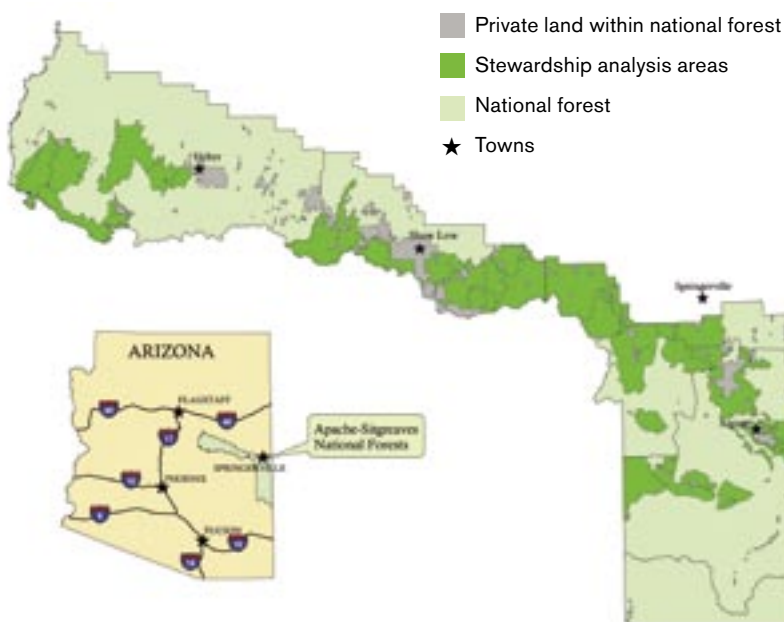 Private land within national forest
Stewardship analysis areas
National forest
Towns
Heber
Show Low
Springerville
ARIZONA
FLAGSTAFF
Apache-Sitgreaves
National Forests
SPRINGERVILLE
PHOENIX
TUCSON